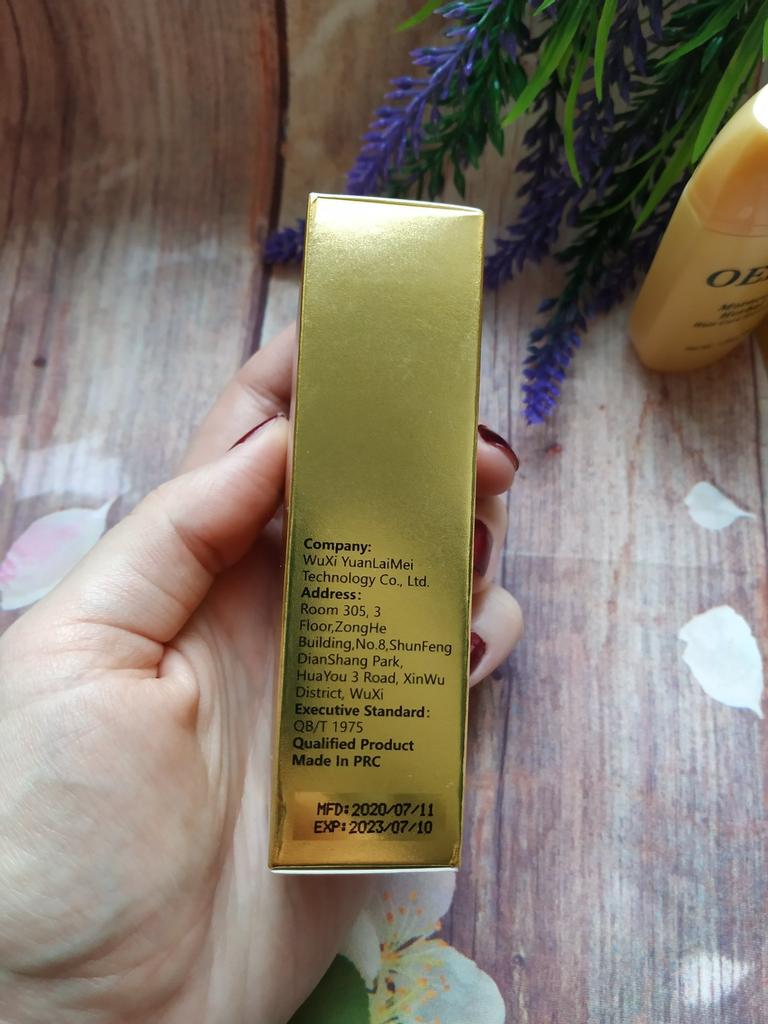 Company:
WuXi YuanLaiMei
Technology Co., Ltd.
Address:
Room 305, 3
Floor,ZongHe
Building,No.8,ShunFeng
DianShang Park,
HuaYou 3 Road, XinWu
District, WuXi
Executive Standard:
QB/T 1975
Qualified Product
Made In PRC
MFD:2020/07/11
EXP:2023/07/10